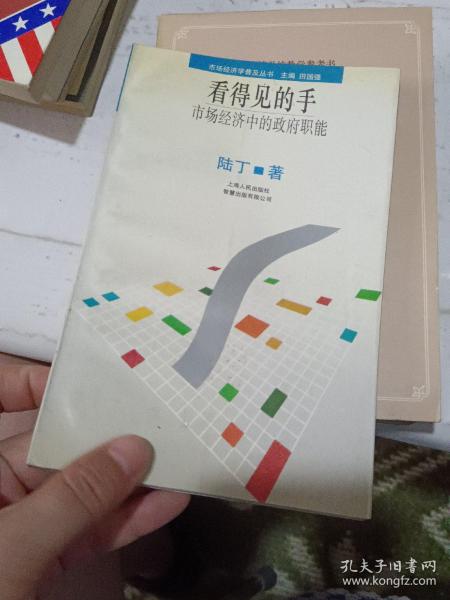 市场经济学普及丛书 主编 田国强
看得见的手
市场经济中的政府职能
陆丁 著
上海人民出版社
智慧出版有限公司
孔夫子旧书网
www.kongfz.com